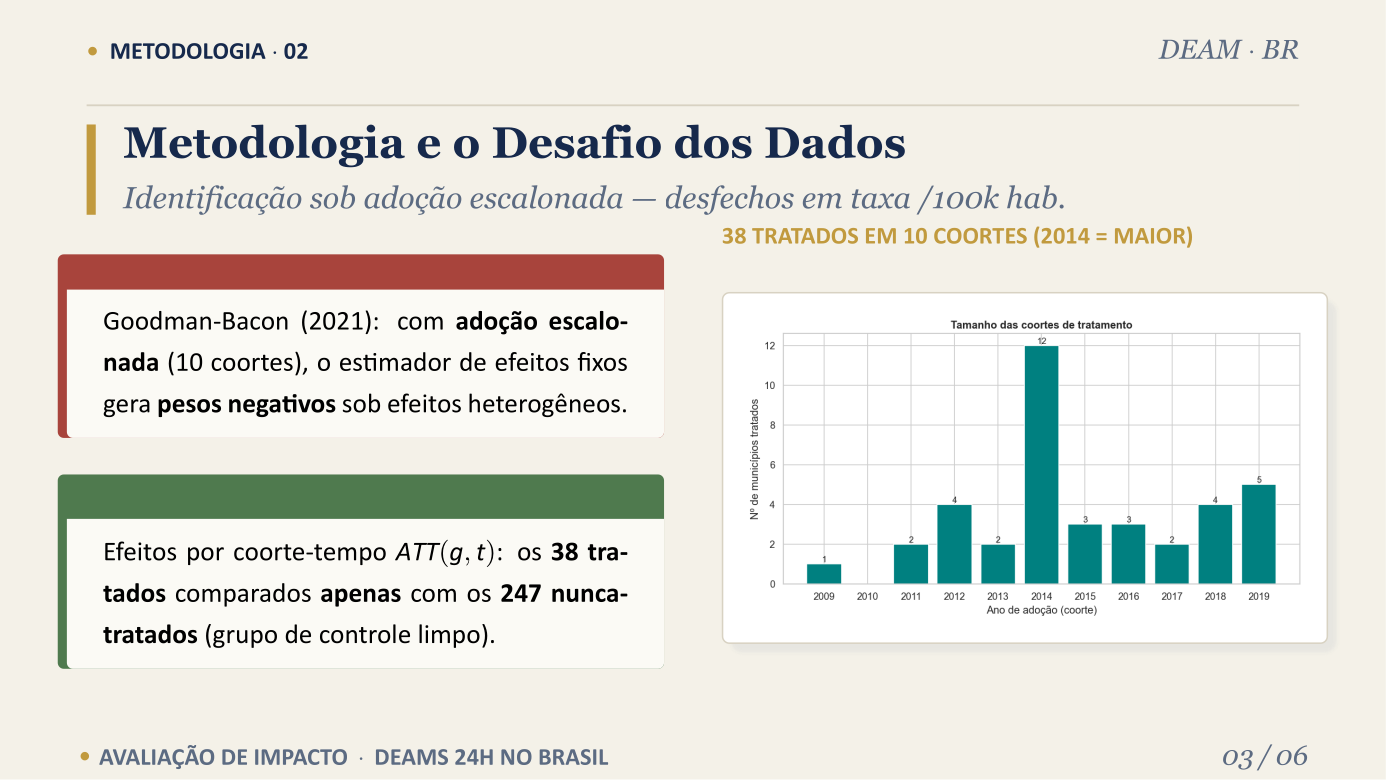 METODOLOGIA · 02
DEAM · BR
Metodologia e o Desafio dos Dados
Identificação sob adoção escalonada — desfechos em taxa /100k hab.
38 TRATADOS EM 10 COORTES (2014 = MAIOR)
Goodman-Bacon (2021): com adoção escalo-
nada (10 coortes), o estimador de efeitos fixos
gera pesos negativos sob efeitos heterogêneos.
Efeitos por coorte-tempo ATT(g, t): os 38 tra-
tados comparados apenas com os 247 nunca-
tratados (grupo de controle limpo).
Tamanho das coortes de tratamento
Nº de municípios tratados
12
10
8
6
4
2
0
1
2
4
2
12
3
3
2
4
5
2009 2010 2011 2012 2013 2014 2015 2016 2017 2018 2019
Ano de adoção (coorte)
AVALIAÇÃO DE IMPACTO · DEAMS 24H NO BRASIL
03 / 06